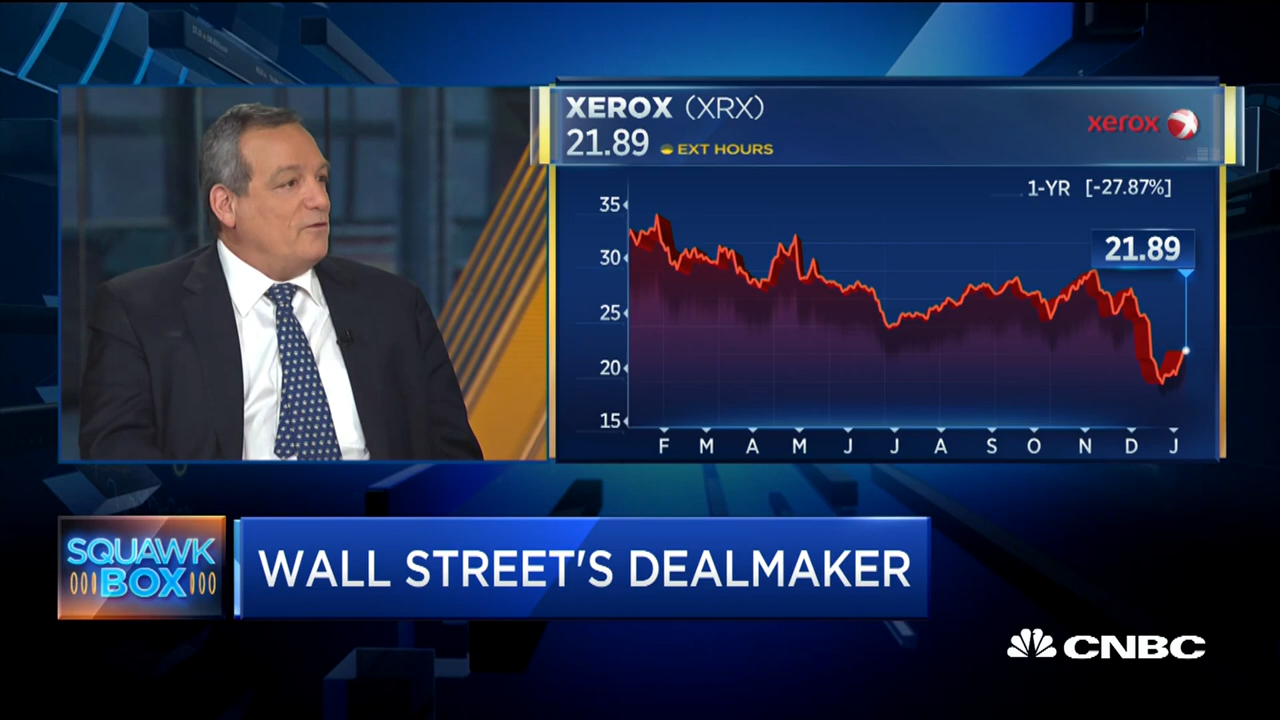 XEROX (XRX)
21.89 EXT HOURS
xerox
1-YR [-27.87%]
35
30
25
20
15
21.89
F M A M J J A S O N D J
SQUAWK
BOX
WALL STREET'S DEALMAKER
CNBC